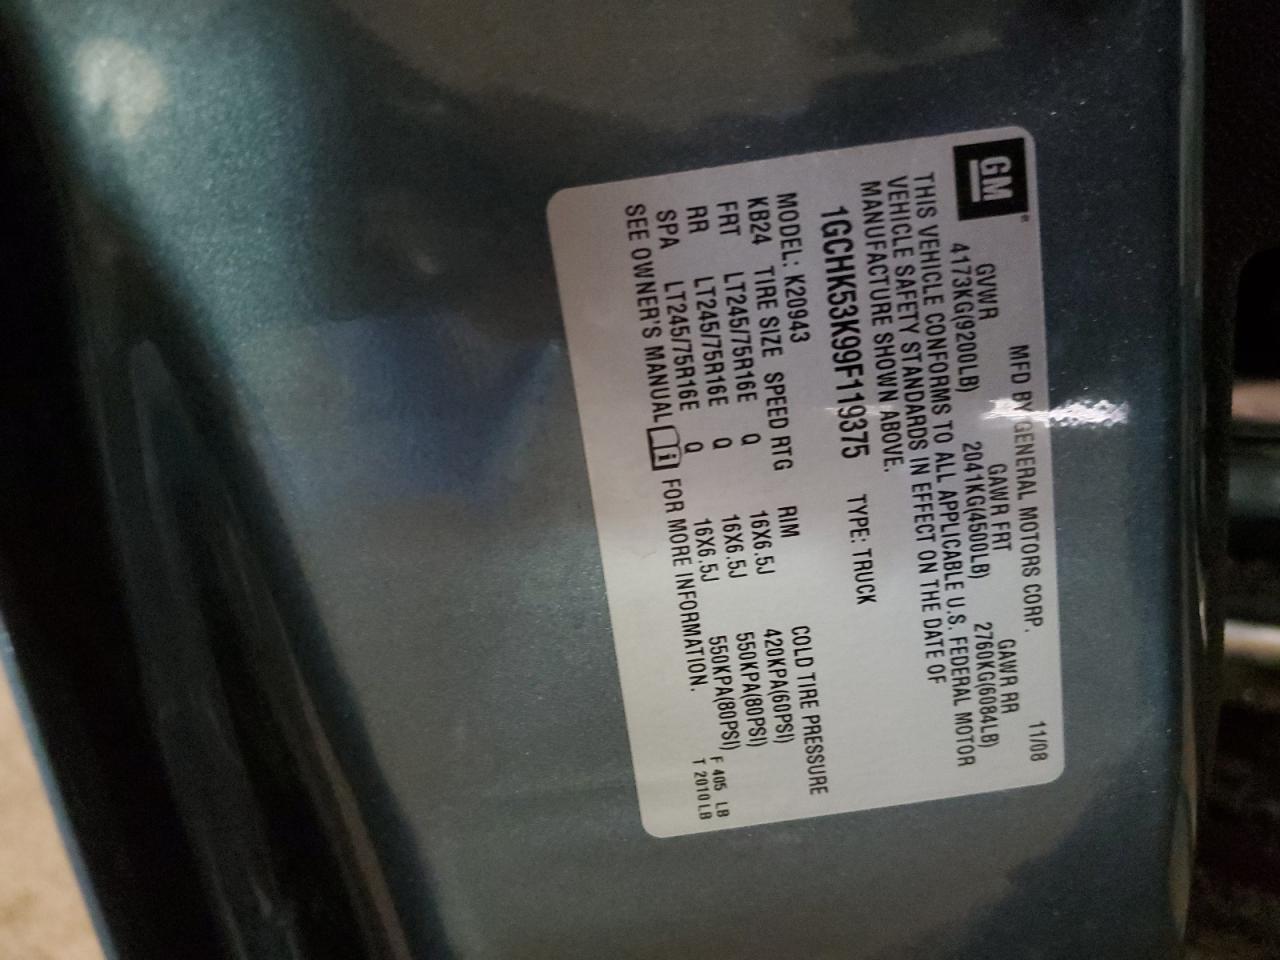 GM
MFD BY GENERAL MOTORS CORP. 11/08
GVWR GAWR FRT GAWR RR
4173KG(9200LB) 2041KG(4500LB) 2760KG(6084LB)
THIS VEHICLE CONFORMS TO ALL APPLICABLE U.S. FEDERAL MOTOR
VEHICLE SAFETY STANDARDS IN EFFECT ON THE DATE OF
MANUFACTURE SHOWN ABOVE.
1GCHK53K99F119375 TYPE: TRUCK
MODEL: K20943
KB24 TIRE SIZE SPEED RTG RIM COLD TIRE PRESSURE
FRT LT245/75R16E Q 16X6.5J 420KPA(60PSI)
RR LT245/75R16E Q 16X6.5J 550KPA(80PSI)
SPA LT245/75R16E Q 16X6.5J 550KPA(80PSI)
SEE OWNER'S MANUAL i FOR MORE INFORMATION.
F 405 LB
T 2010 LB